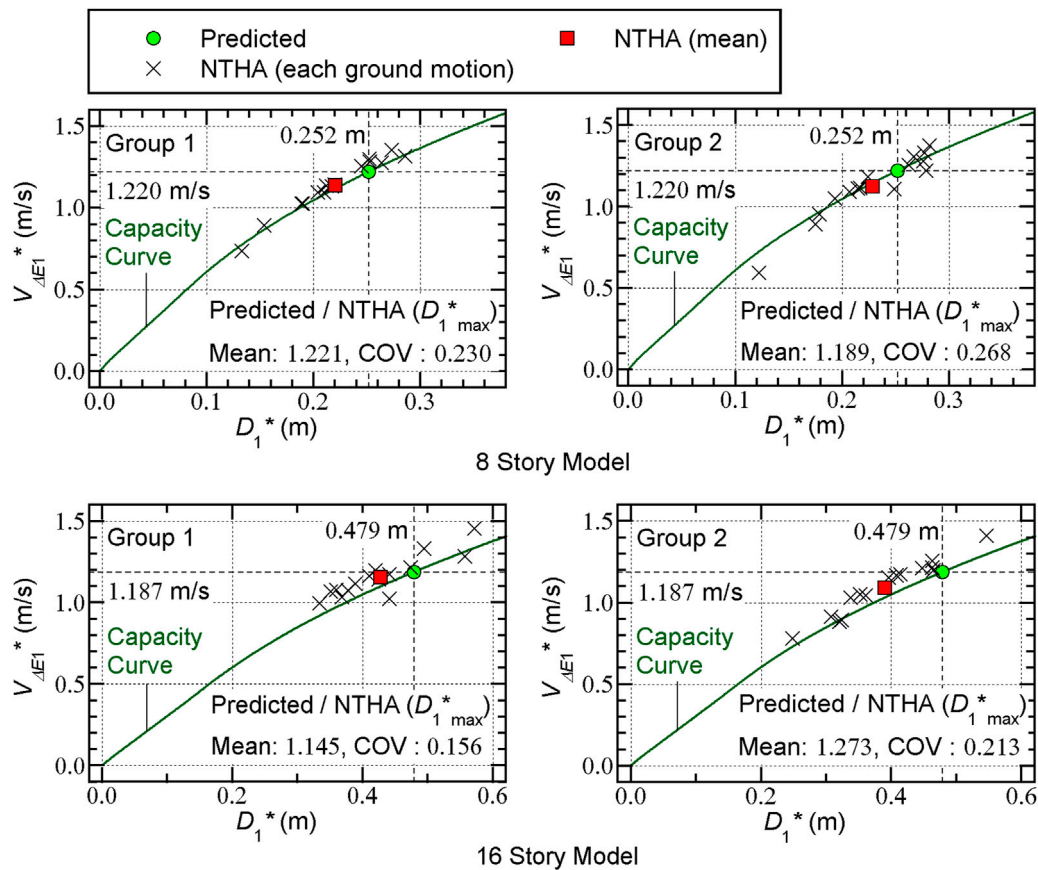 Predicted
NTHA (mean)
NTHA (each ground motion)
Group 1
0.252 m
1.220 m/s
Capacity
Curve
Predicted / NTHA (D1*max)
Mean: 1.221, COV : 0.230
VΔE1* (m/s)
1.5
1.0
0.5
0.0
0.0 0.1 0.2 0.3
D1* (m)
Group 2
0.252 m
1.220 m/s
Capacity
Curve
Predicted / NTHA (D1*max)
Mean: 1.189, COV : 0.268
VΔE1* (m/s)
1.5
1.0
0.5
0.0
0.0 0.1 0.2 0.3
D1* (m)
8 Story Model
Group 1
0.479 m
1.187 m/s
Capacity
Curve
Predicted / NTHA (D1*max)
Mean: 1.145, COV : 0.156
VΔE1* (m/s)
1.5
1.0
0.5
0.0
0.0 0.2 0.4 0.6
D1* (m)
Group 2
0.479 m
1.187 m/s
Capacity
Curve
Predicted / NTHA (D1*max)
Mean: 1.273, COV : 0.213
VΔE1* (m/s)
1.5
1.0
0.5
0.0
0.0 0.2 0.4 0.6
D1* (m)
16 Story Model